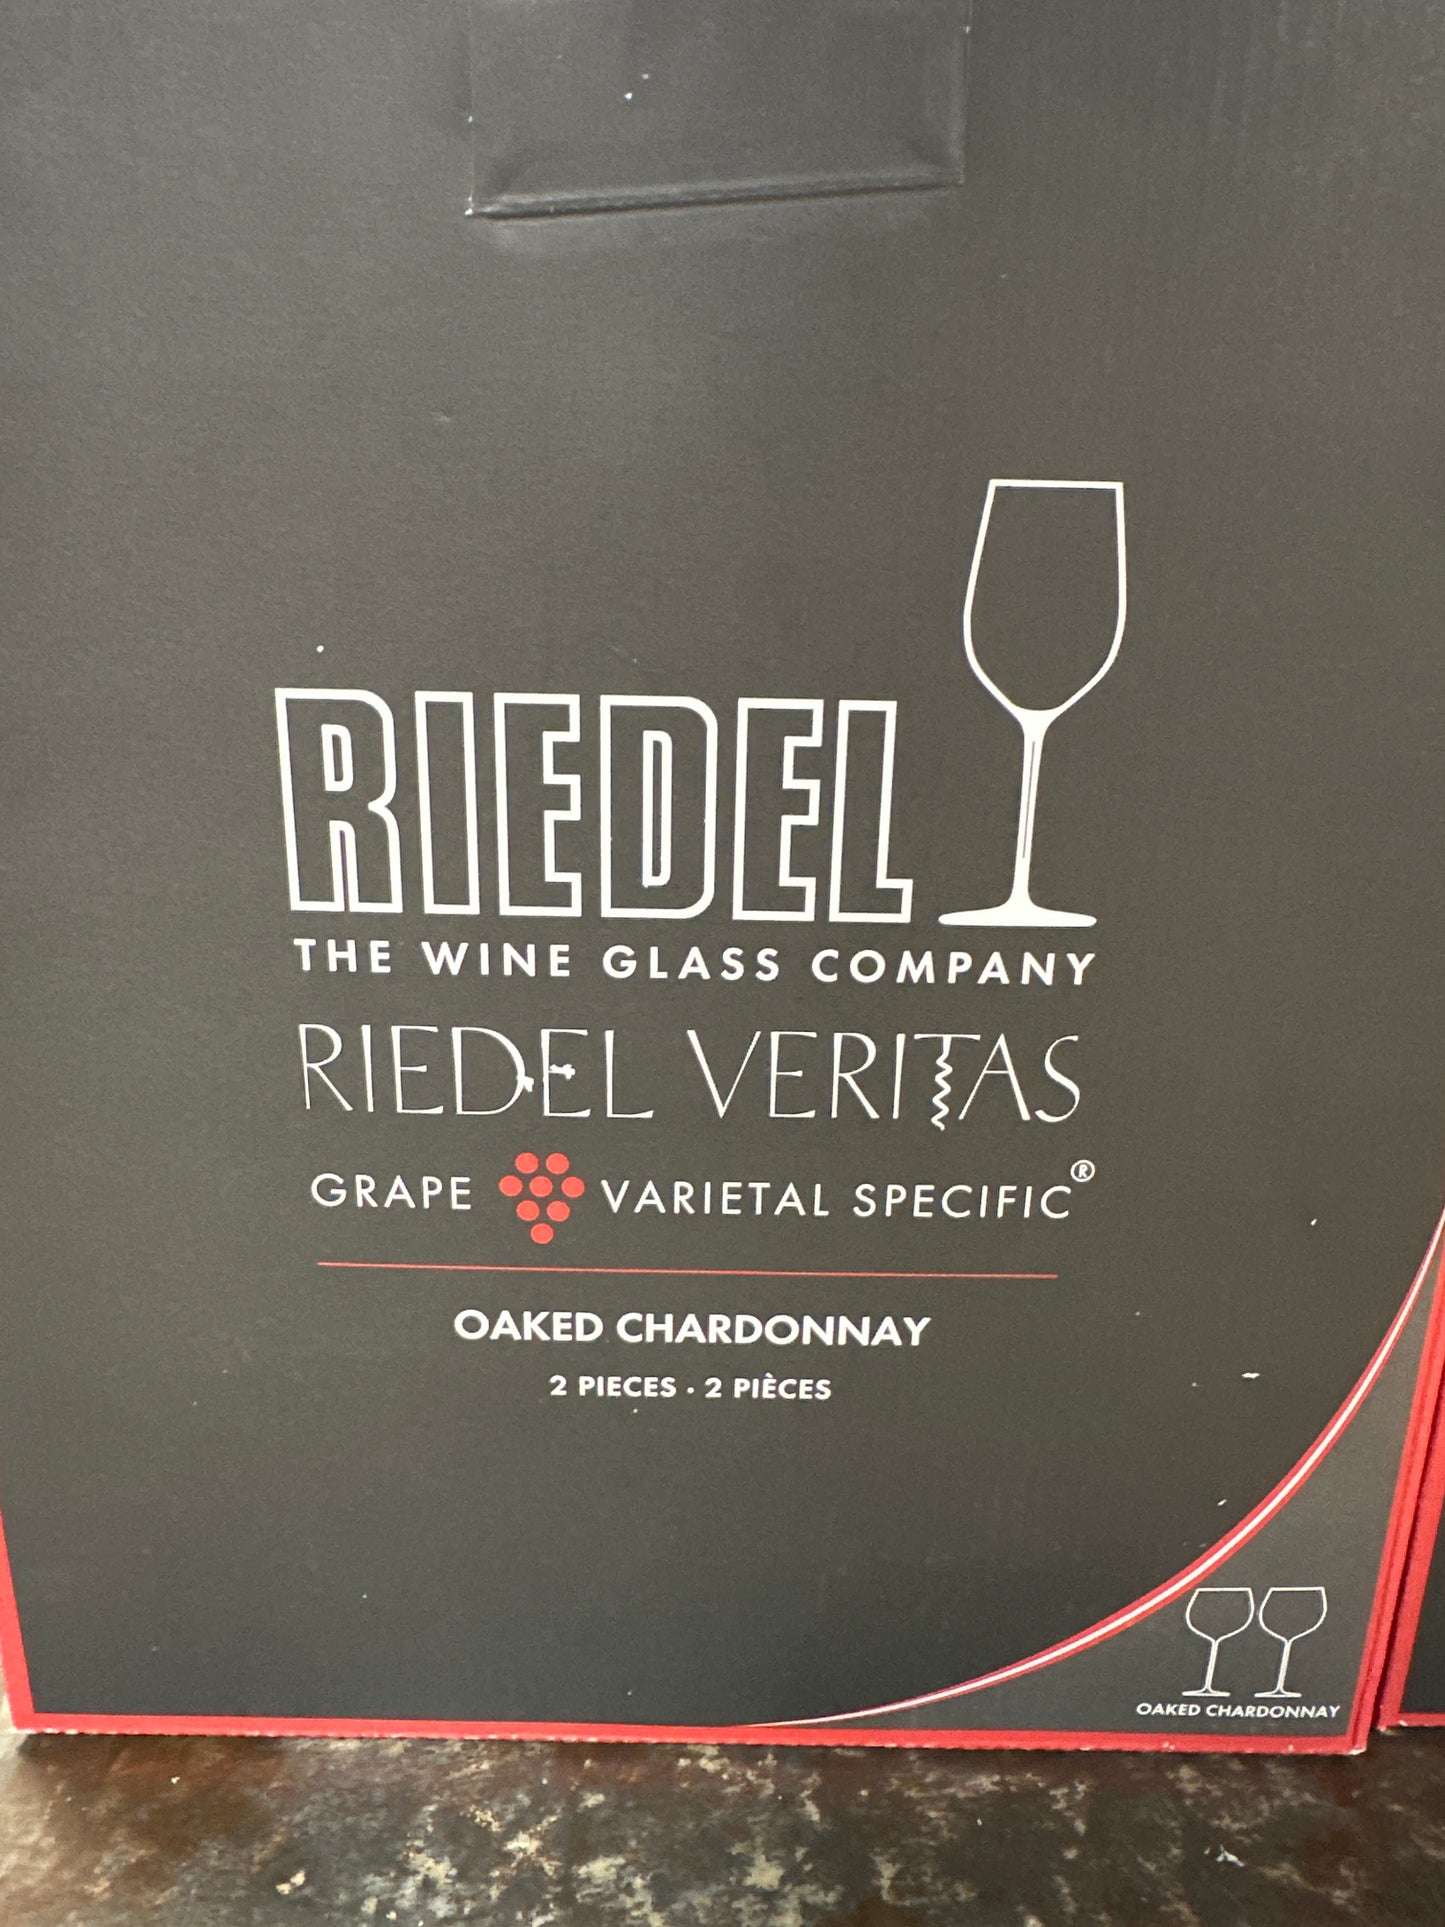 RIEDEL
THE WINE GLASS COMPANY
RIEDEL VERITAS
GRAPE VARIETAL SPECIFIC®
OAKED CHARDONNAY
2 PIECES · 2 PIÈCES
OAKED CHARDONNAY